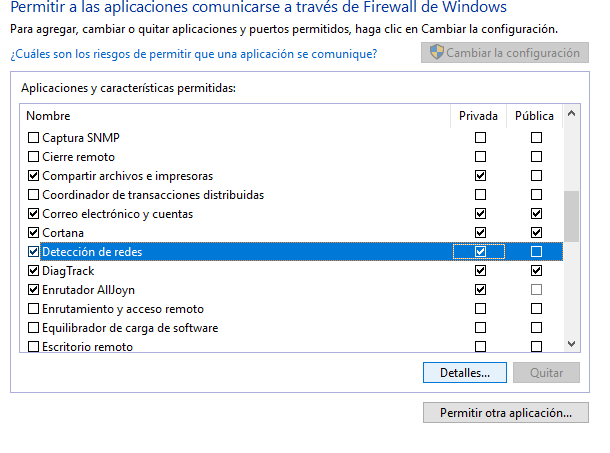 Permitir a las aplicaciones comunicarse a través de Firewall de Windows
Para agregar, cambiar o quitar aplicaciones y puertos permitidos, haga clic en Cambiar la configuración.
¿Cuáles son los riesgos de permitir que una aplicación se comunique?
Cambiar la configuración
Aplicaciones y características permitidas:
Nombre Privada Pública
Captura SNMP
Cierre remoto
Compartir archivos e impresoras
Coordinador de transacciones distribuidas
Correo electrónico y cuentas
Cortana
Detección de redes
DiagTrack
Enrutador AllJoyn
Enrutamiento y acceso remoto
Equilibrador de carga de software
Escritorio remoto
Detalles... Quitar
Permitir otra aplicación...